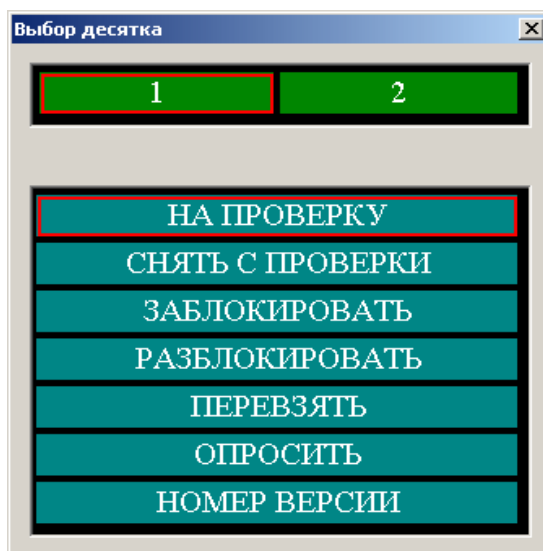 Выбор десятка
1 2
НА ПРОВЕРКУ
СНЯТЬ С ПРОВЕРКИ
ЗАБЛОКИРОВАТЬ
РАЗБЛОКИРОВАТЬ
ПЕРЕВЗЯТЬ
ОПРОСИТЬ
НОМЕР ВЕРСИИ